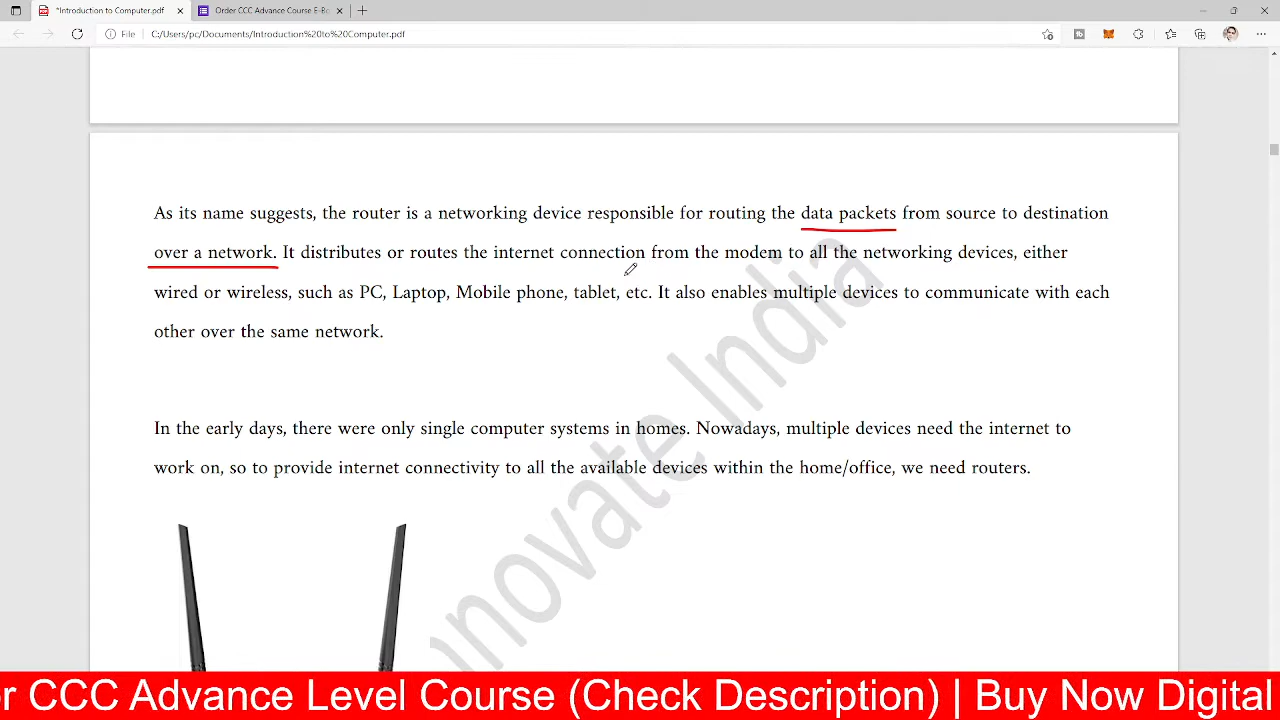 *Introduction to Computer.pdf
Order CCC Advance Course E-Bo
File
C:/Users/pc/Documents/Introduction%20to%20Computer.pdf
As its name suggests, the router is a networking device responsible for routing the data packets from source to destination
over a network. It distributes or routes the internet connection from the modem to all the networking devices, either
wired or wireless, such as PC, Laptop, Mobile phone, tablet, etc. It also enables multiple devices to communicate with each
other over the same network.
In the early days, there were only single computer systems in homes. Nowadays, multiple devices need the internet to
work on, so to provide internet connectivity to all the available devices within the home/office, we need routers.
nnovate India
or CCC Advance Level Course (Check Description) | Buy Now Digital